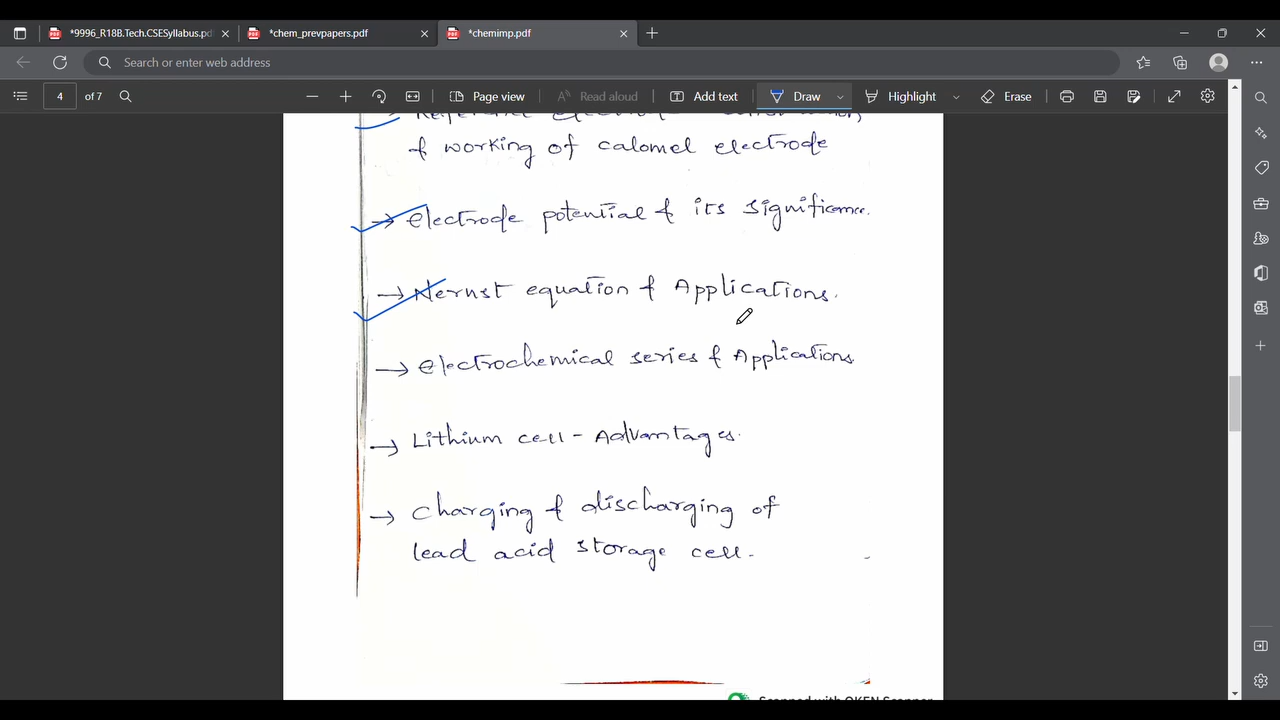 *9996_R18B.Tech.CSESyllabus.pd
*chem_prevpapers.pdf
*chemimp.pdf
Search or enter web address
4 of 7
Page view
Read aloud
Add text
Draw
Highlight
Erase
& working of calomel electrode
→ Electrode potential & its significance.
→ Nernst equation & Applications.
→ Electrochemical series & Applications
→ Lithium cell - Advantages.
→ charging & discharging of
lead acid storage cell.